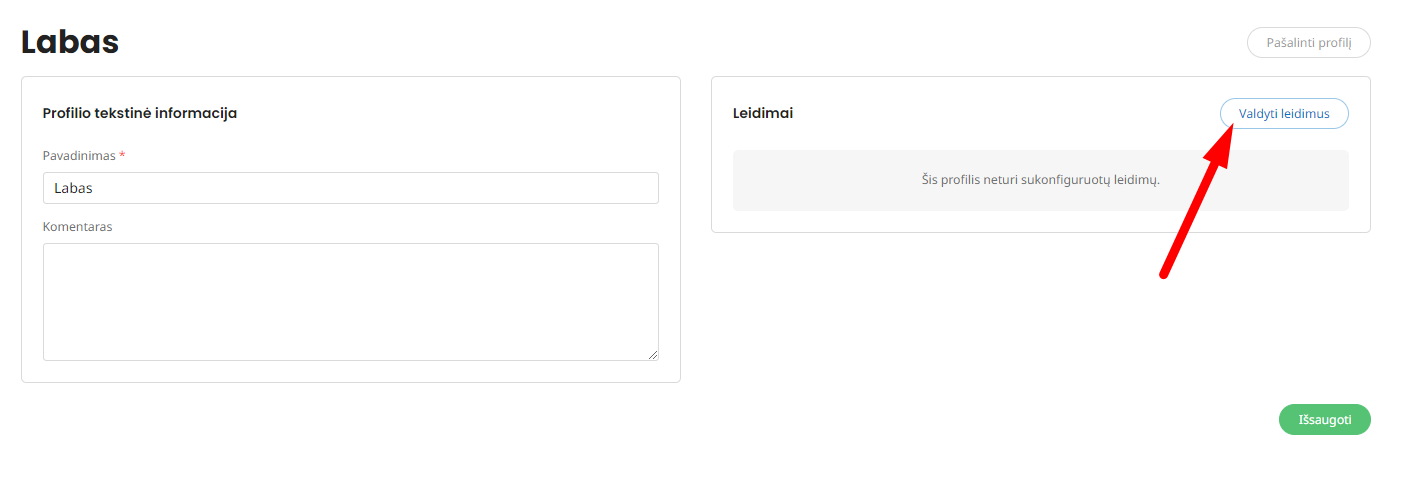 Labas
Pašalinti profilį
Profilio tekstinė informacija
Pavadinimas *
Labas
Komentaras
Leidimai
Valdyti leidimus
Šis profilis neturi sukonfiguruotų leidimų.
Išsaugoti